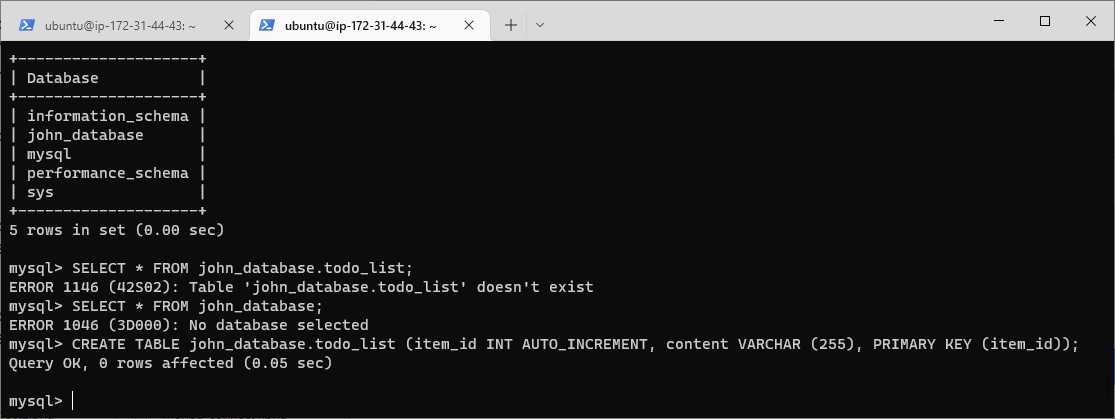 ubuntu@ip-172-31-44-43: ~
ubuntu@ip-172-31-44-43: ~
+--------------------+
| Database           |
+--------------------+
| information_schema |
| john_database      |
| mysql              |
| performance_schema |
| sys                |
+--------------------+
5 rows in set (0.00 sec)
mysql> SELECT * FROM john_database.todo_list;
ERROR 1146 (42S02): Table 'john_database.todo_list' doesn't exist
mysql> SELECT * FROM john_database;
ERROR 1046 (3D000): No database selected
mysql> CREATE TABLE john_database.todo_list (item_id INT AUTO_INCREMENT, content VARCHAR (255), PRIMARY KEY (item_id));
Query OK, 0 rows affected (0.05 sec)
mysql>